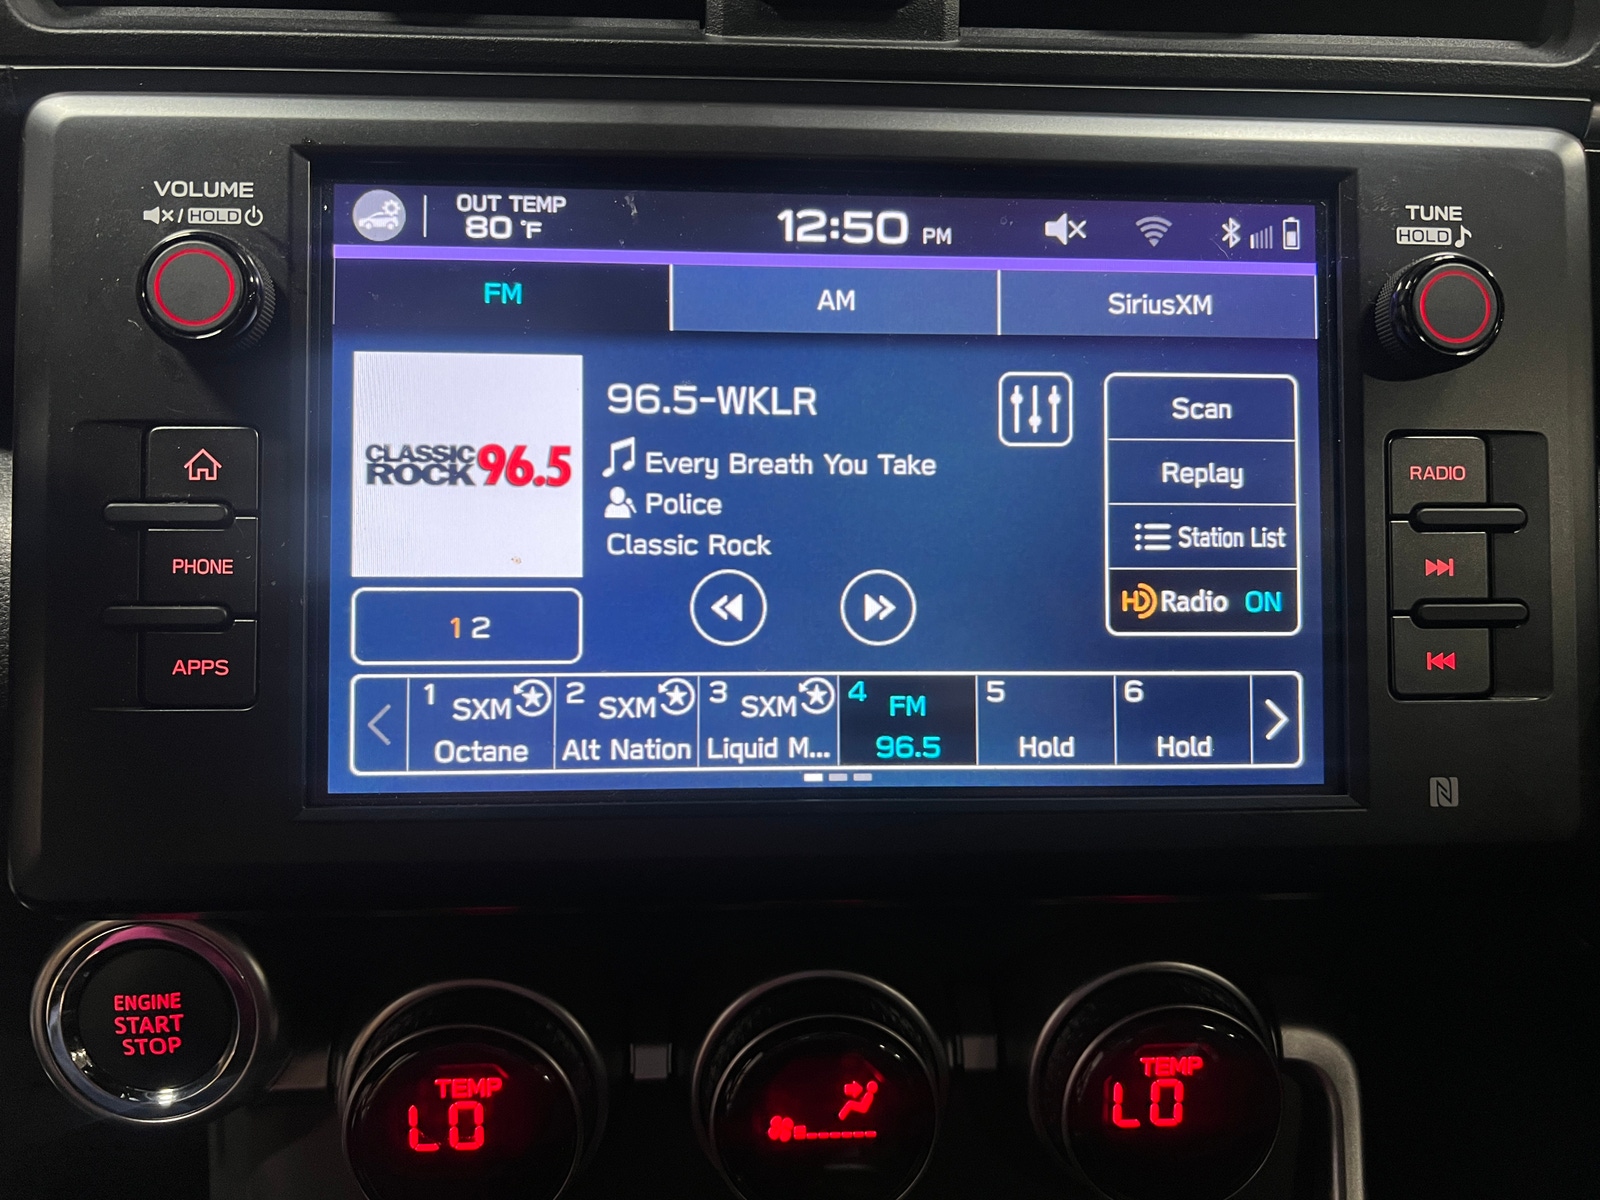 VOLUME
/ HOLD
TUNE
HOLD
OUT TEMP
80 °F
12:50 PM
FM
AM
SiriusXM
CLASSIC
ROCK 96.5
96.5-WKLR
Every Breath You Take
Police
Classic Rock
Scan
Replay
Station List
HD Radio ON
1 2
1 SXM
Octane
2 SXM
Alt Nation
3 SXM
Liquid M...
4 FM
96.5
5
Hold
6
Hold
PHONE
APPS
RADIO
N
ENGINE
START
STOP
TEMP
LO
TEMP
LO